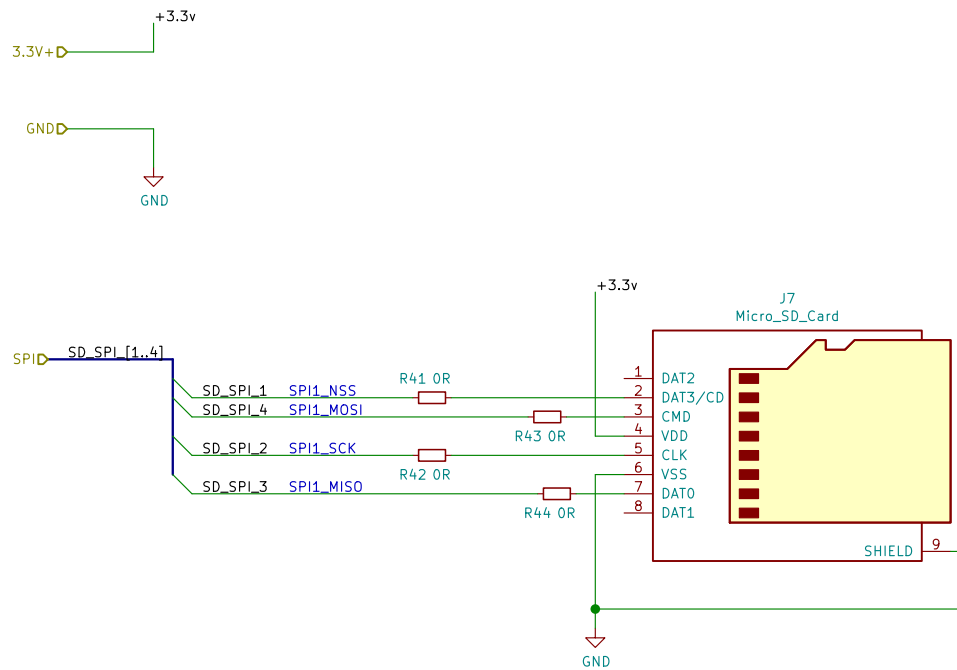 +3.3v
3.3V+
GND
GND
+3.3v
J7
Micro_SD_Card
SPI
SD_SPI_[1..4]
R41 0R
1 DAT2
SD_SPI_1 SPI1_NSS
2 DAT3/CD
SD_SPI_4 SPI1_MOSI
3 CMD
R43 0R
4 VDD
SD_SPI_2 SPI1_SCK
5 CLK
R42 0R
6 VSS
SD_SPI_3 SPI1_MISO
7 DAT0
R44 0R
8 DAT1
SHIELD 9
GND